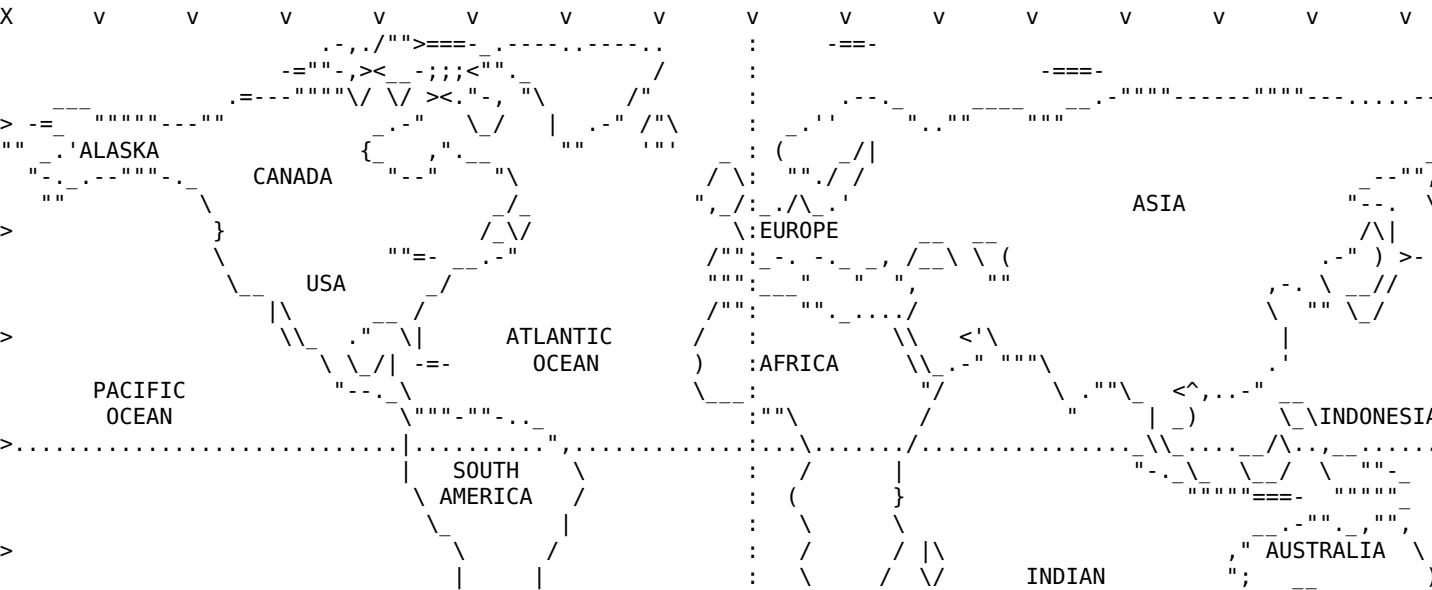 ALASKA
CANADA
ASIA
EUROPE
USA
ATLANTIC
OCEAN AFRICA
PACIFIC
OCEAN INDONESIA
SOUTH
AMERICA
AUSTRALIA
INDIAN